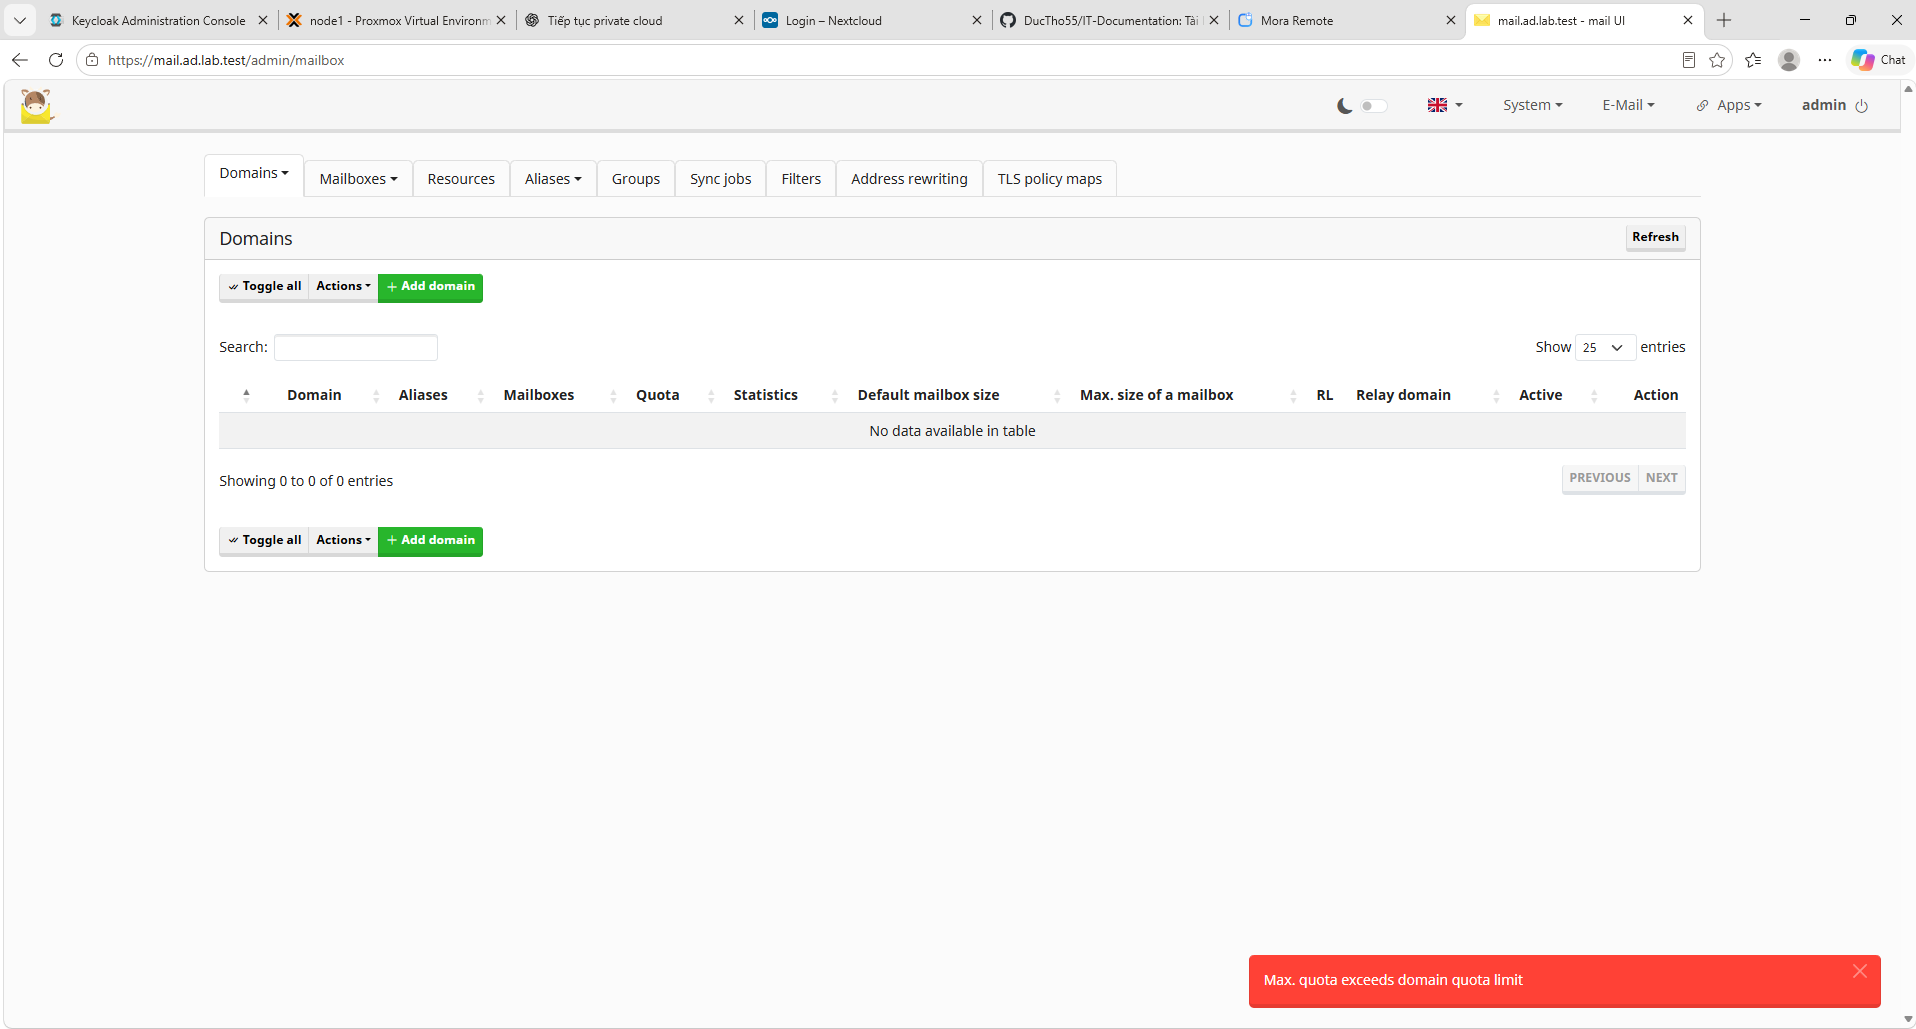 Keycloak Administration Console
node1 - Proxmox Virtual Environm
Tiếp tục private cloud
Login – Nextcloud
DucTho55/IT-Documentation: Tài
Mora Remote
mail.ad.lab.test - mail UI
https://mail.ad.lab.test/admin/mailbox
Chat
System
E-Mail
Apps
admin
Domains
Mailboxes
Resources
Aliases
Groups
Sync jobs
Filters
Address rewriting
TLS policy maps
Domains
Refresh
Toggle all
Actions
Add domain
Search:
Show 25 entries
Domain
Aliases
Mailboxes
Quota
Statistics
Default mailbox size
Max. size of a mailbox
RL
Relay domain
Active
Action
No data available in table
Showing 0 to 0 of 0 entries
PREVIOUS
NEXT
Toggle all
Actions
Add domain
Max. quota exceeds domain quota limit